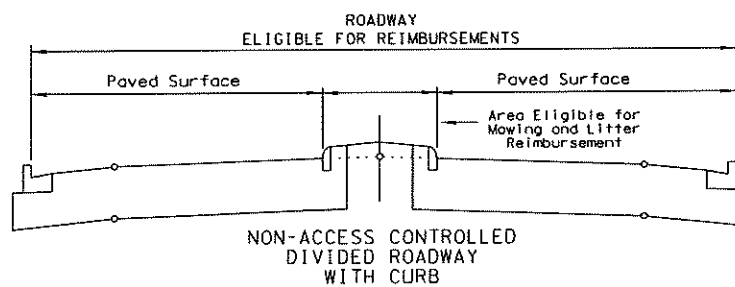 ROADWAY
ELIGIBLE FOR REIMBURSEMENTS
Paved Surface
Paved Surface
Area Eligible for
Mowing and Litter
Reimbursement
NON-ACCESS CONTROLLED
DIVIDED ROADWAY
WITH CURB